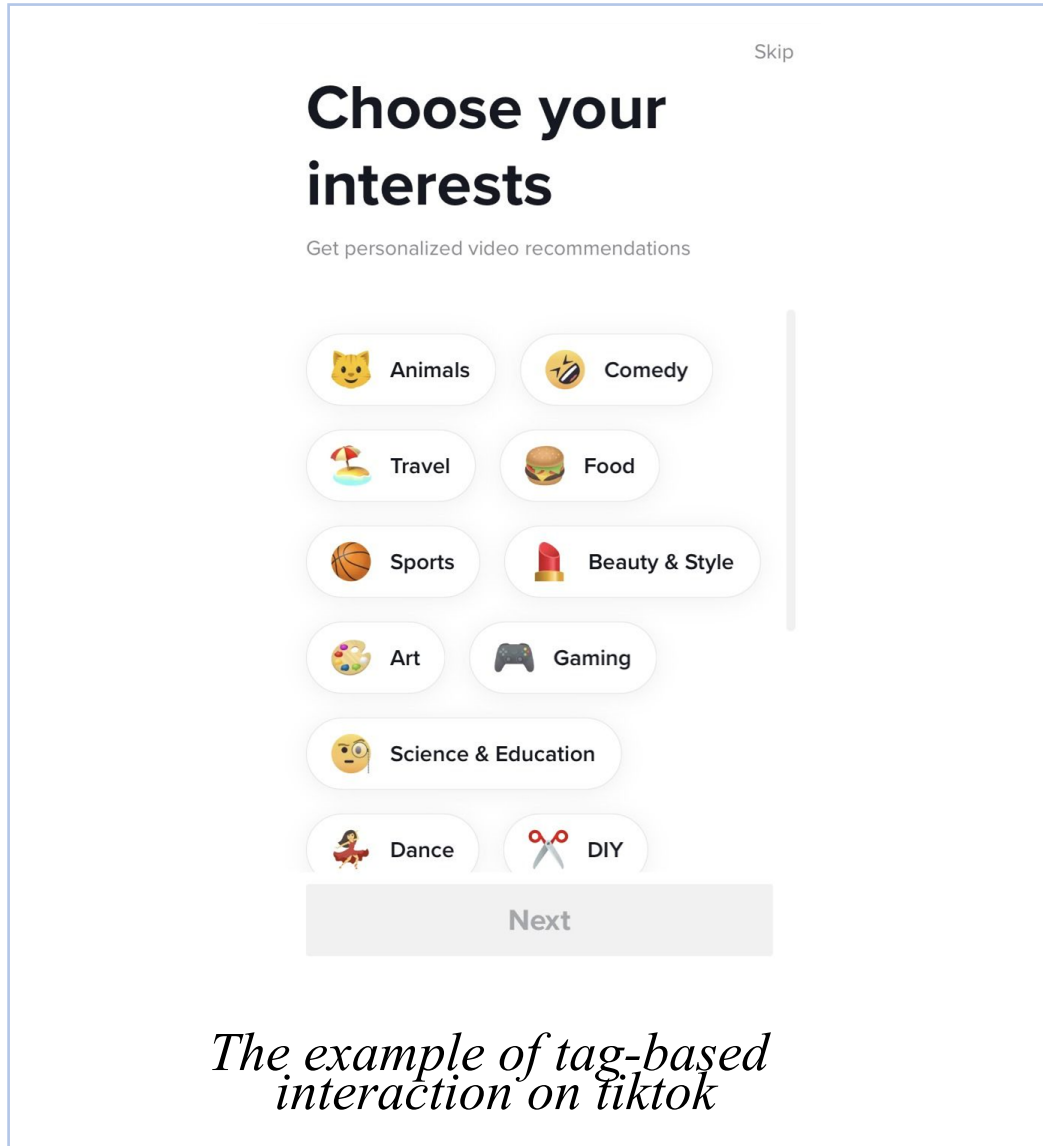 Skip
Choose your
interests
Get personalized video recommendations
Animals Comedy
Travel Food
Sports Beauty & Style
Art Gaming
Science & Education
Dance DIY
Next
The example of tag-based
interaction on tiktok